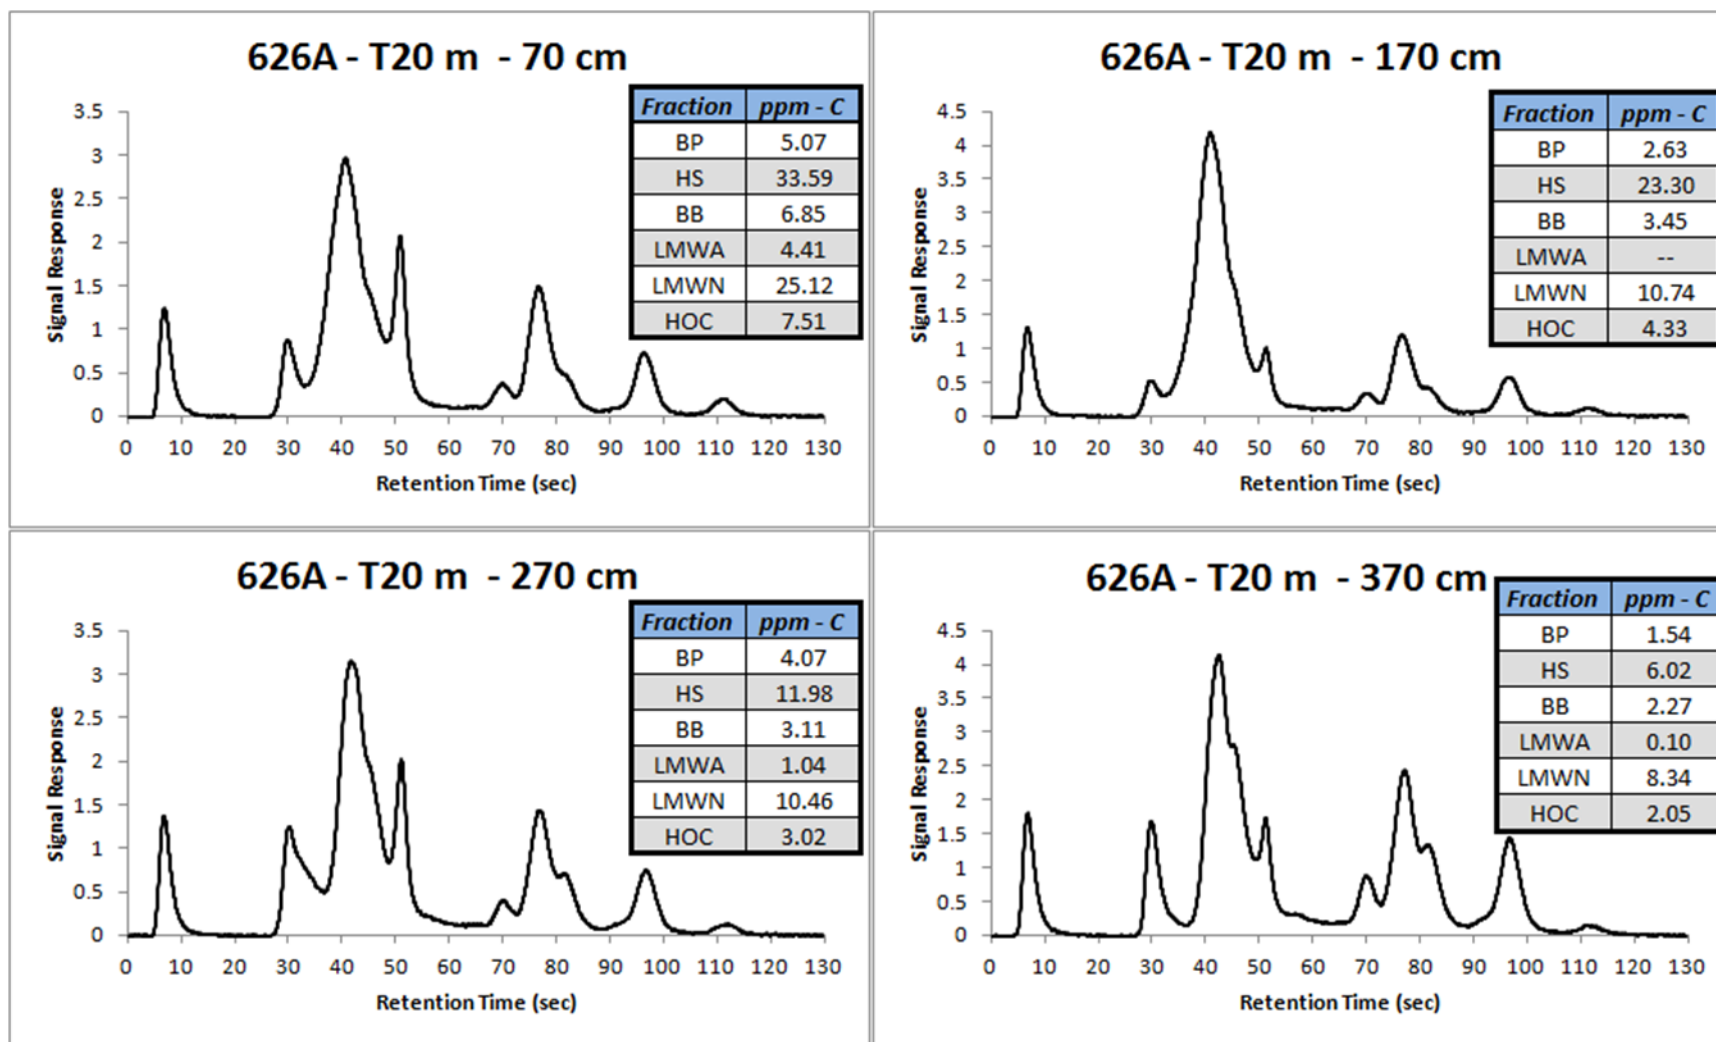 626A - T20 m - 70 cm
Fraction ppm - C
BP 5.07
HS 33.59
BB 6.85
LMWA 4.41
LMWN 25.12
HOC 7.51
3.5
3
2.5
2
1.5
1
0.5
0
Signal Response
0 10 20 30 40 50 60 70 80 90 100 110 120 130
Retention Time (sec)
626A - T20 m - 170 cm
Fraction ppm - C
BP 2.63
HS 23.30
BB 3.45
LMWA --
LMWN 10.74
HOC 4.33
4.5
4
3.5
3
2.5
2
1.5
1
0.5
0
Signal Response
0 10 20 30 40 50 60 70 80 90 100 110 120 130
Retention Time (sec)
626A - T20 m - 270 cm
Fraction ppm - C
BP 4.07
HS 11.98
BB 3.11
LMWA 1.04
LMWN 10.46
HOC 3.02
3.5
3
2.5
2
1.5
1
0.5
0
Signal Response
0 10 20 30 40 50 60 70 80 90 100 110 120 130
Retention Time (sec)
626A - T20 m - 370 cm
Fraction ppm - C
BP 1.54
HS 6.02
BB 2.27
LMWA 0.10
LMWN 8.34
HOC 2.05
4.5
4
3.5
3
2.5
2
1.5
1
0.5
0
Signal Response
0 10 20 30 40 50 60 70 80 90 100 110 120 130
Retention Time (sec)